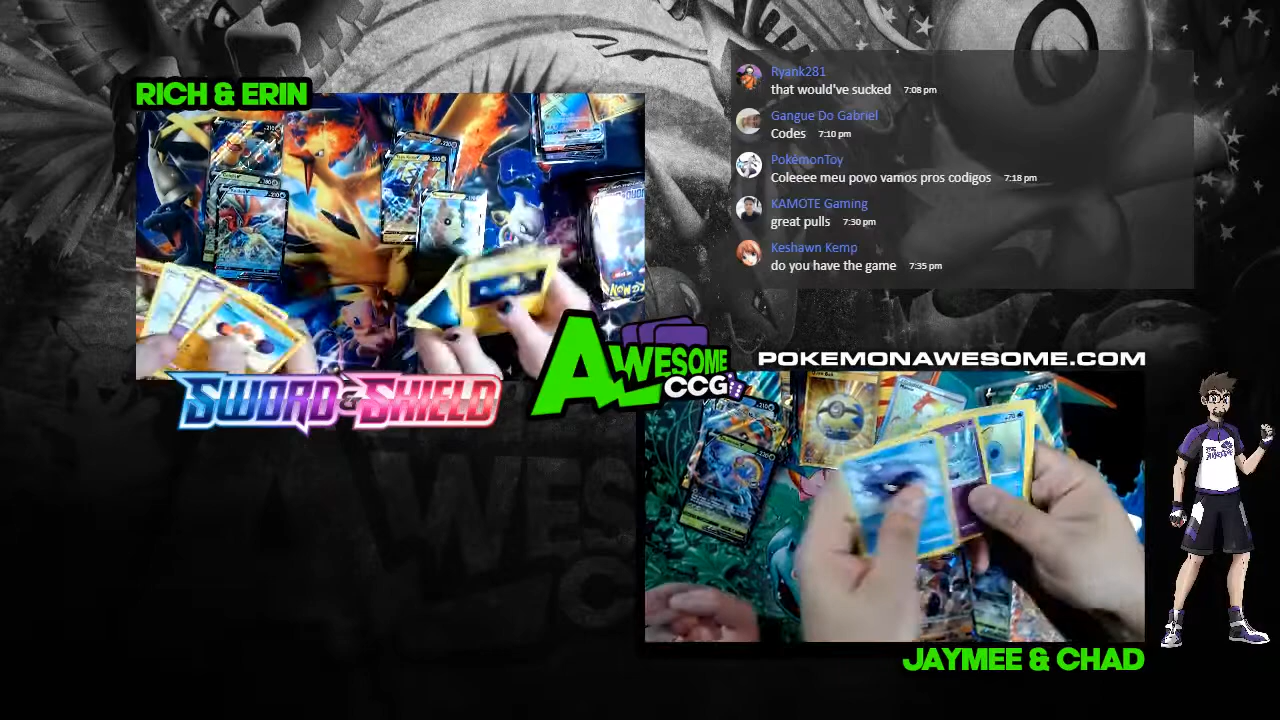 RICH & ERIN
Ryank281
that would've sucked 7:08 pm
Gangue Do Gabriel
Codes 7:10 pm
PokemonToy
Coleeee meu povo vamos pros codigos 7:18 pm
KAMOTE Gaming
great pulls 7:30 pm
Keshawn Kemp
do you have the game 7:35 pm
AWESOME
CCG
POKEMONAWESOME.COM
SWORD & SHIELD
JAYMEE & CHAD